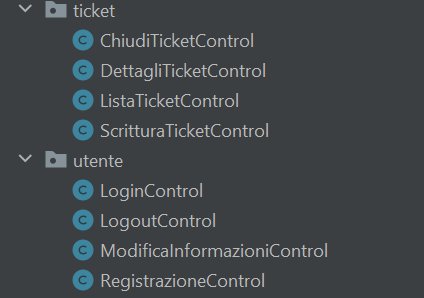 ticket
ChiudiTicketControl
DettagliTicketControl
ListaTicketControl
ScritturaTicketControl
utente
LoginControl
LogoutControl
ModificaInformazioniControl
RegistrazioneControl